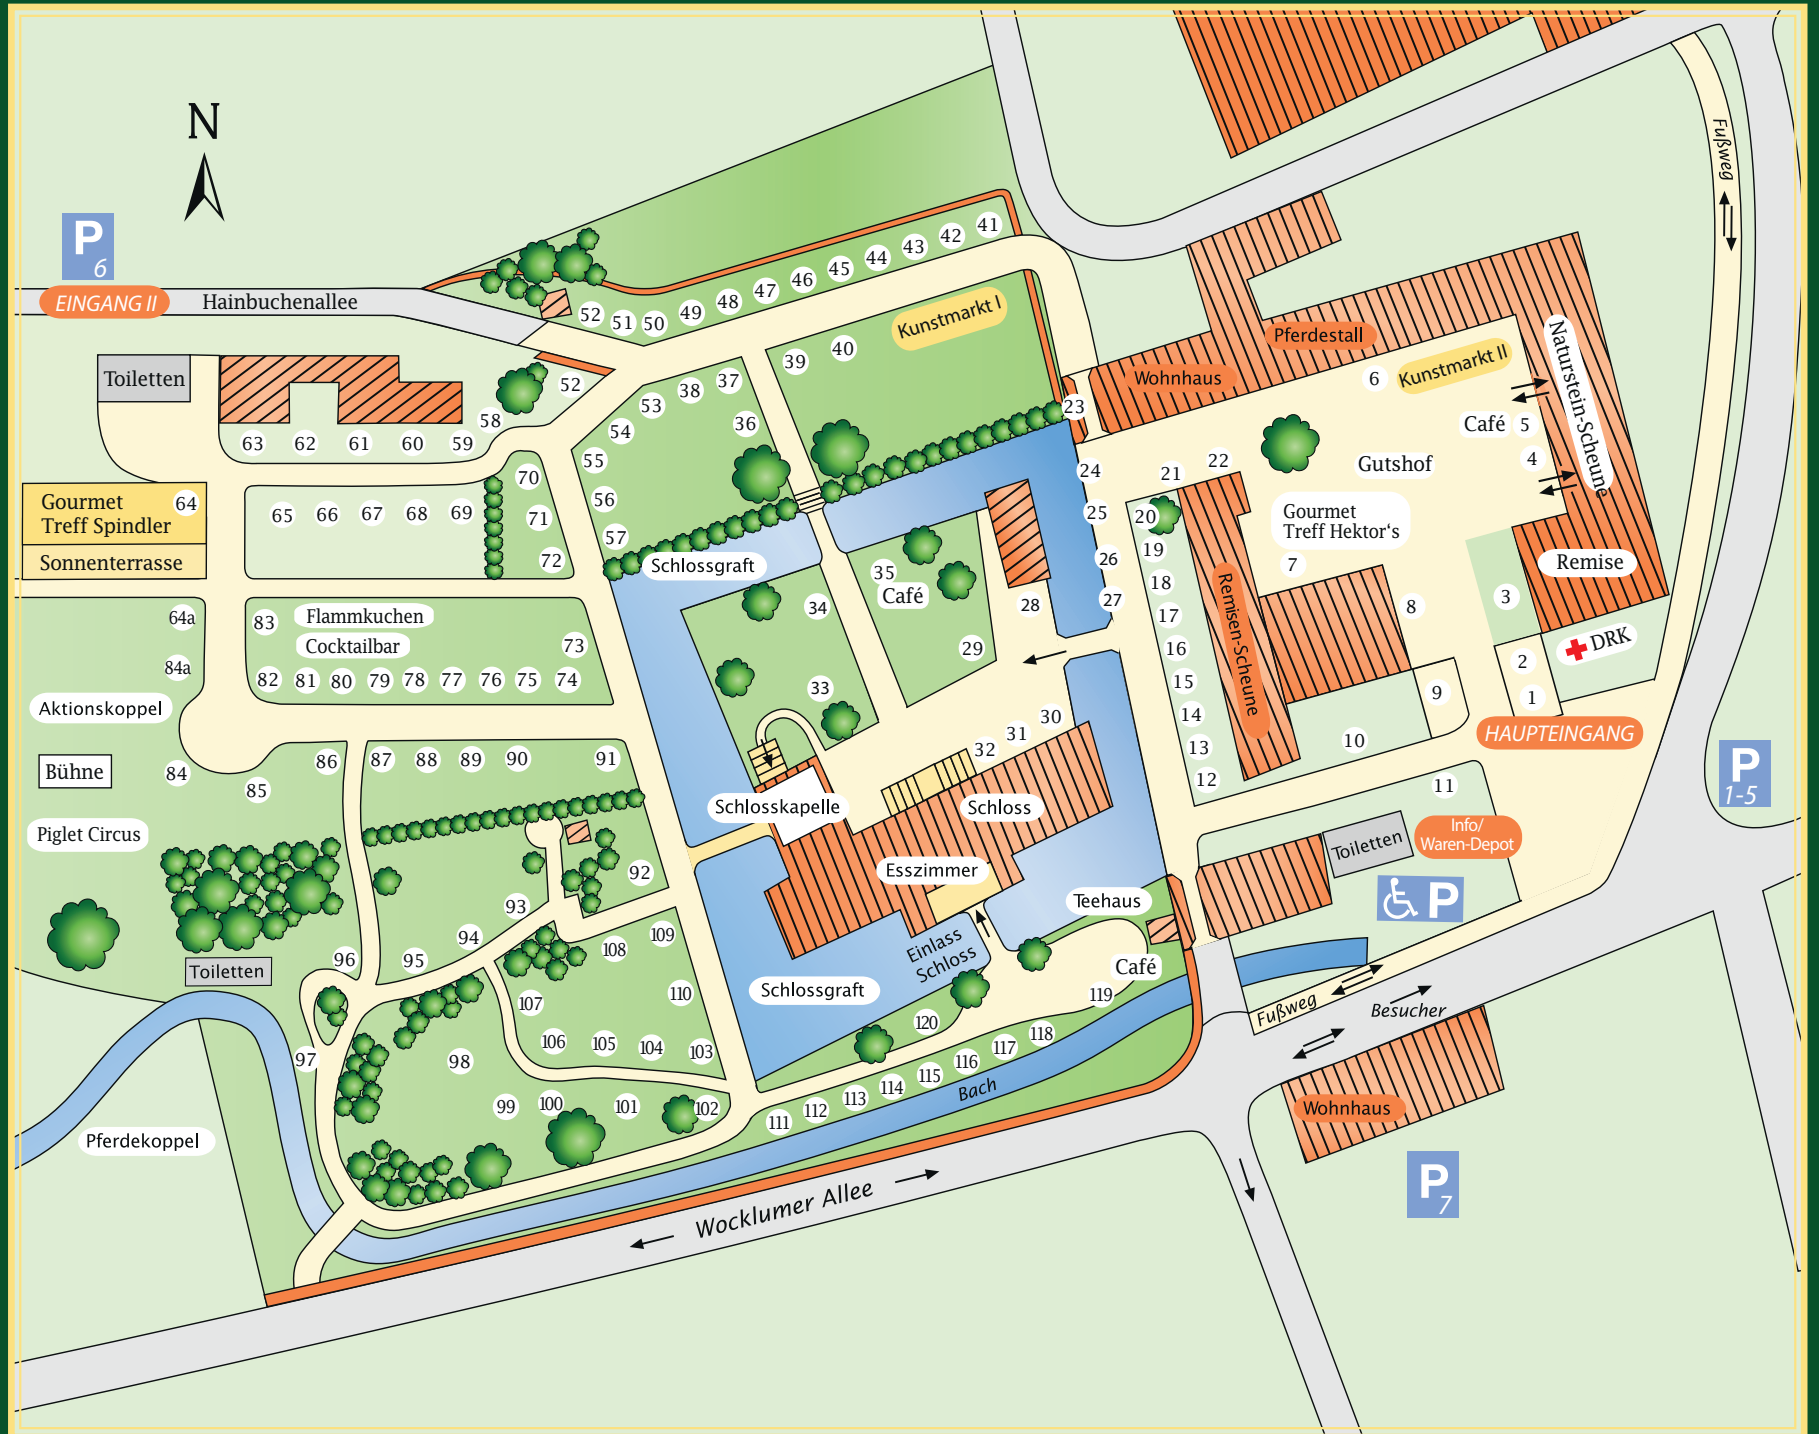 N
P
6
EINGANG II
Hainbuchenallee
Fußweg
41
42
43
44
45
46
47
48
49
50
51
52
Kunstmarkt I
39
40
Pferdestall
Wohnhaus
6
Kunstmarkt II
Naturstein-Scheune
Toiletten
52
58
63
62
61
60
59
53
38
37
36
54
55
56
57
23
Café
5
4
24
21
22
Gutshof
Gourmet
Treff Spindler
64
Sonnenterrasse
65
66
67
68
69
70
71
72
25
20
Gourmet
Treff Hektor‘s
7
Schlossgraft
35
Café
26
19
18
27
28
17
Remisen-Scheune
8
3
Remise
DRK
2
1
64a
84a
83
Flammkuchen
Cocktailbar
73
82
81
80
79
78
77
76
75
74
34
33
29
16
15
14
13
12
9
10
HAUPTEINGANG
Aktionskoppel
Bühne
84
85
86
87
88
89
90
91
30
31
32
11
P
1-5
Piglet Circus
Schlosskapelle
Schloss
Toiletten
Info/
Waren-Depot
P
92
Esszimmer
Teehaus
93
94
95
96
Toiletten
108
109
Einlass
Schloss
Café
107
110
Schlossgraft
119
120
Fußweg
Besucher
97
98
106
105
104
103
118
117
116
115
114
113
112
111
Bach
99
100
101
102
Pferdekoppel
Wohnhaus
P
7
Wocklumer Allee